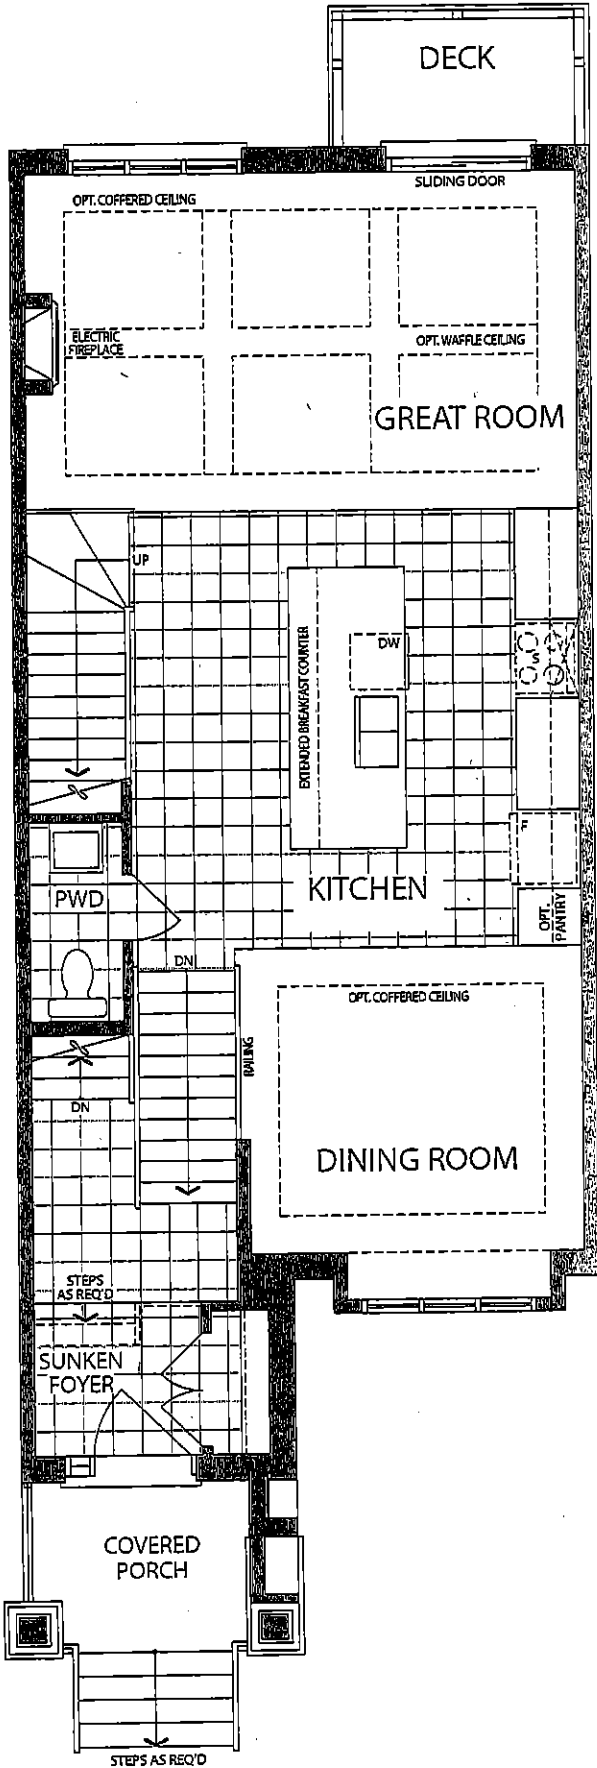 DECK
SLIDING DOOR
OPT. COFFERED CEILING
ELECTRIC
FIREPLACE
OPT. WAFFLE CEILING
GREAT ROOM
UP
EXTENDED BREAKFAST COUNTER
DW
S
F
KITCHEN
PWD
OPT.
PANTRY
DN
OPT. COFFERED CEILING
RAILING
DN
DINING ROOM
STEPS
AS REQ'D
SUNKEN
FOYER
COVERED
PORCH
STEPS AS REQ'D